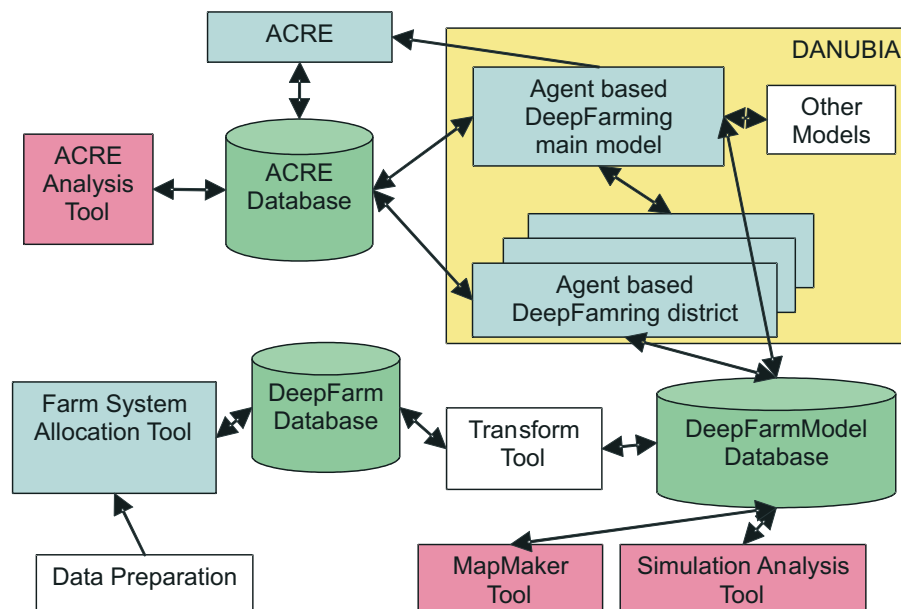 ACRE
DANUBIA
Agent based
DeepFarming
main model
Other
Models
ACRE
Analysis
Tool
ACRE
Database
Agent based
DeepFamring district
Farm System
Allocation Tool
DeepFarm
Database
Transform
Tool
DeepFarmModel
Database
Data Preparation
MapMaker
Tool
Simulation Analysis
Tool